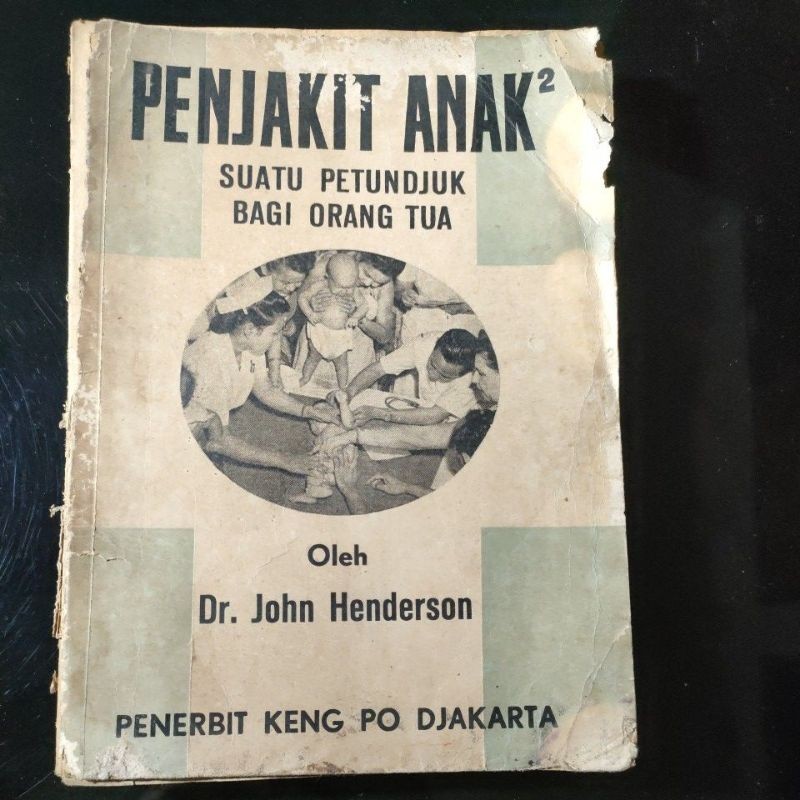 PENJAKIT ANAK²
SUATU PETUNDJUK
BAGI ORANG TUA
Oleh
Dr. John Henderson
PENERBIT KENG PO DJAKARTA